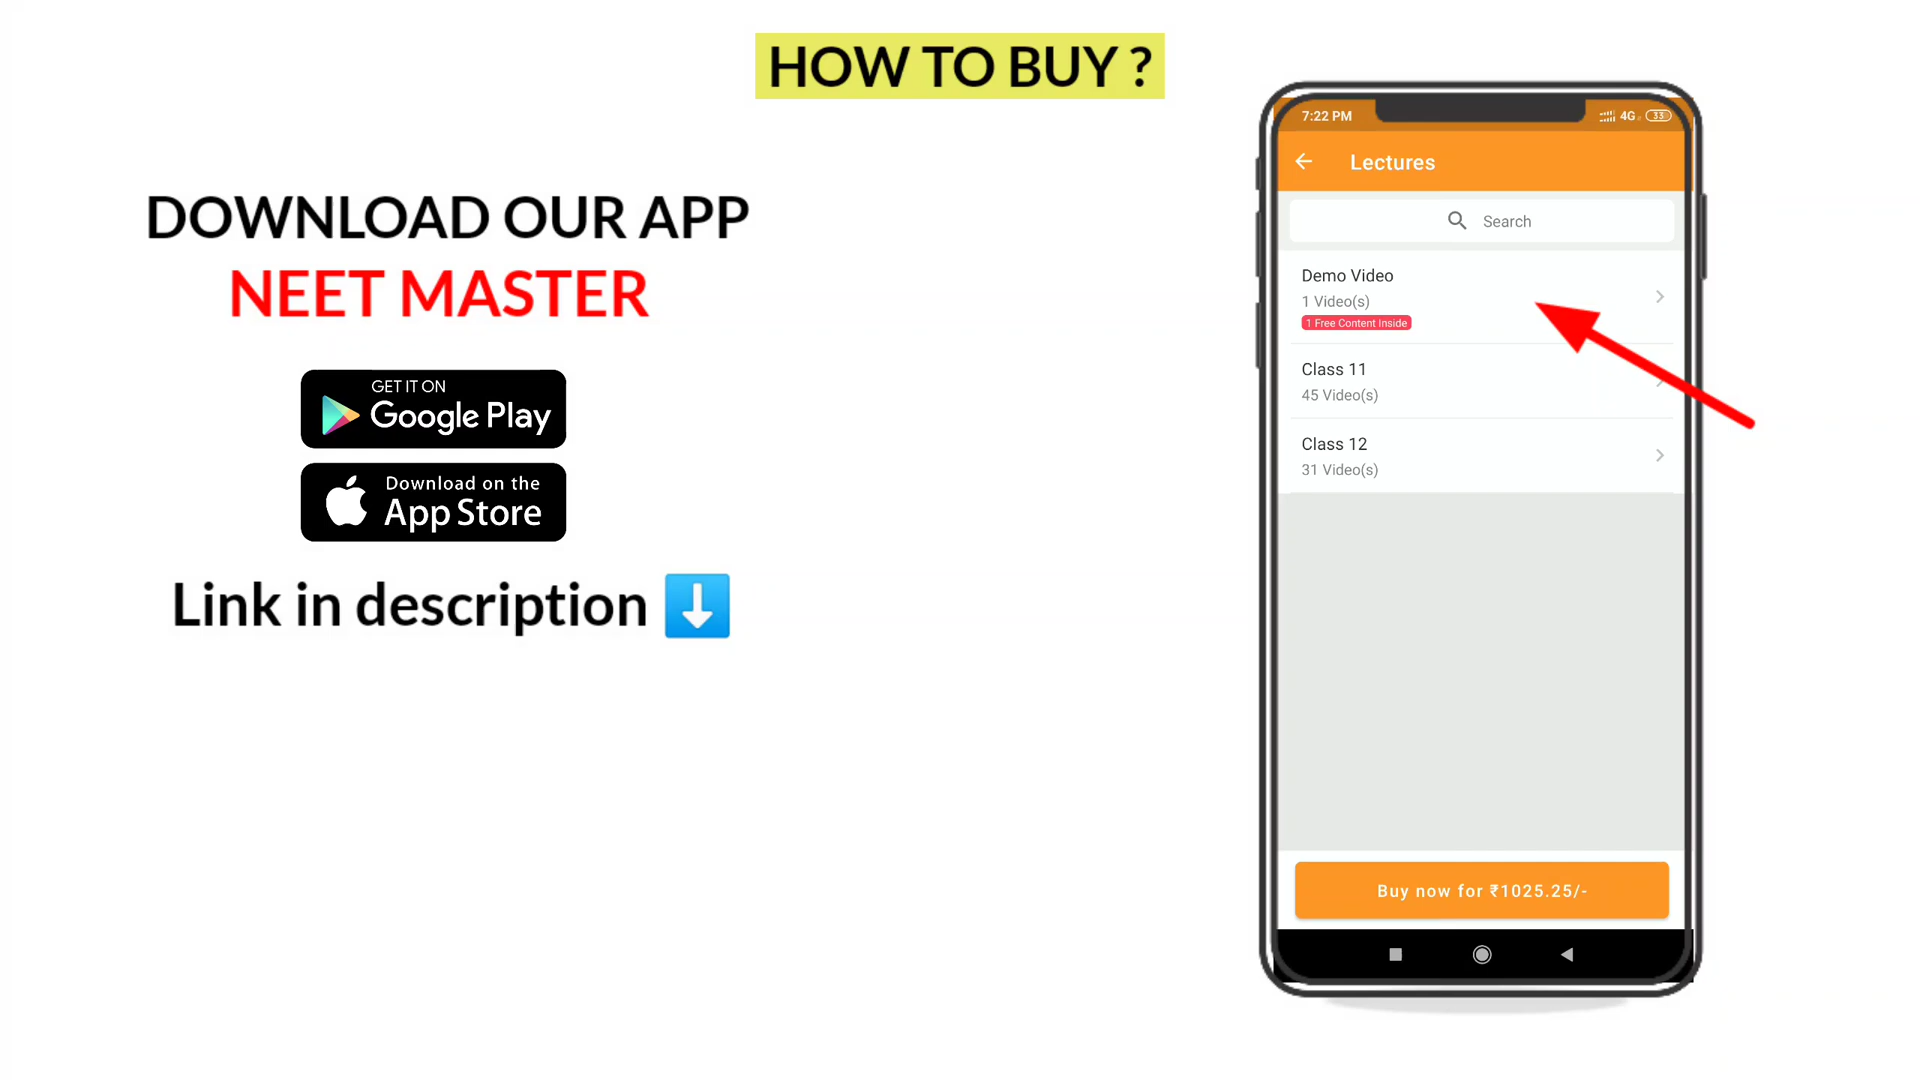 HOW TO BUY ?
DOWNLOAD OUR APP
NEET MASTER
GET IT ON
Google Play
Download on the
App Store
Link in description
7:22 PM
4G
33
Lectures
Search
Demo Video
1 Video(s)
1 Free Content Inside
Class 11
45 Video(s)
Class 12
31 Video(s)
Buy now for ₹1025.25/-